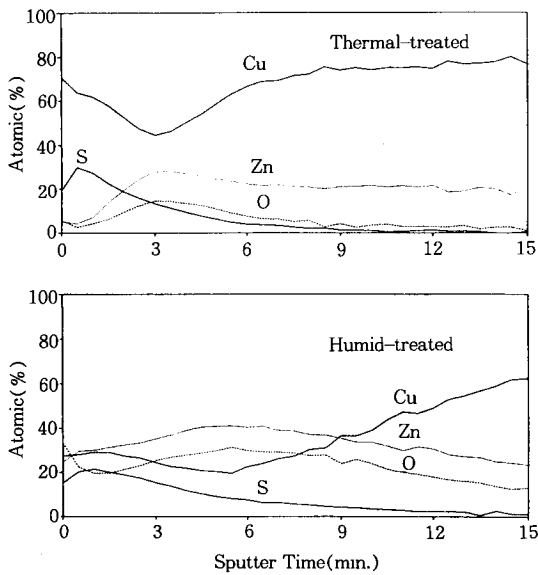 100
80
60
40
20
0
Atomic(%)
Thermal–treated
Cu
S
Zn
O
0 3 6 9 12 15
100
80
60
40
20
0
Atomic(%)
Humid–treated
Cu
Zn
O
S
0 3 6 9 12 15
Sputter Time(min.)